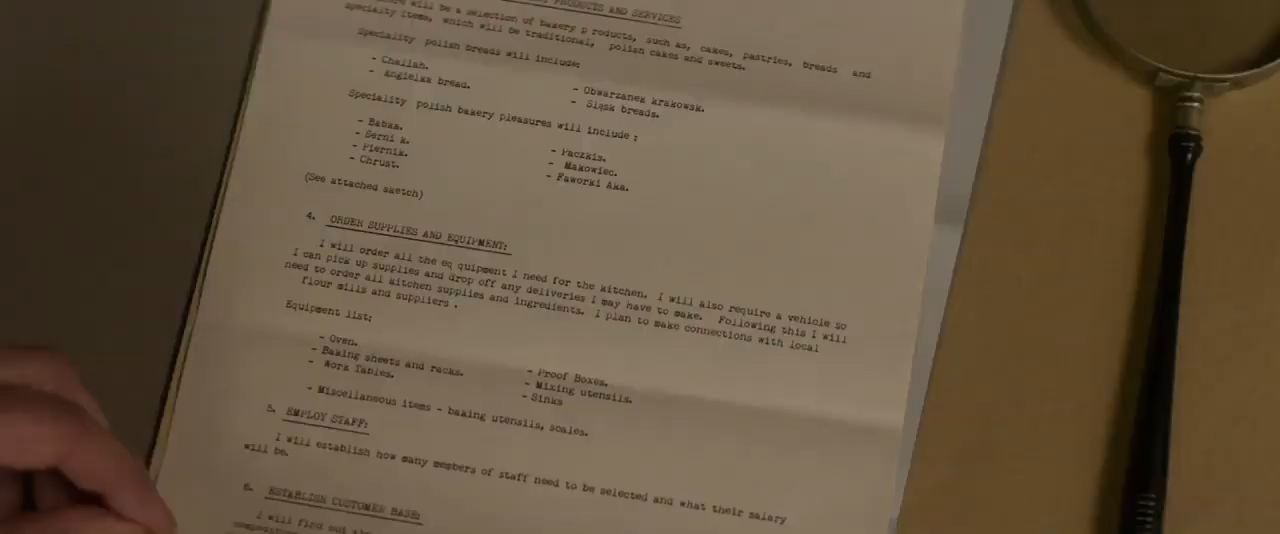 PRODUCTS AND SERVICES
will be a selection of bakery p roducts, such as, cakes, pastries, breads and
specialty items, which will be traditional, polish cakes and sweets.
Speciality polish breads will include:
- Challah.
- Angielka bread.
- Obwarzanek krakowsk.
- Sląsk breads.
Speciality polish bakery pleasures will include :
- Babka.
- Serni k.
- Piernik.
- Chrust.
- Paczkis.
- Makowiec.
- Faworki Aka.
(See attached sketch)
4. ORDER SUPPLIES AND EQUIPMENT:
I will order all the eq quipment I need for the kitchen. I will also require a vehicle so
I can pick up supplies and drop off any deliveries I may have to make. Following this I will
need to order all kitchen supplies and ingredients. I plan to make connections with local
flour mills and suppliers .
Equipment list:
- Oven.
- Baking sheets and racks.
- Work Tables.
- Proof Boxes.
- Mixing utensils.
- Sinks
- Miscellaneous items - baking utensils, scales.
5. EMPLOY STAFF:
I will establish how many members of staff need to be selected and what their salary
will be.
6. ESTABLISH CUSTOMER BASE:
I will find out